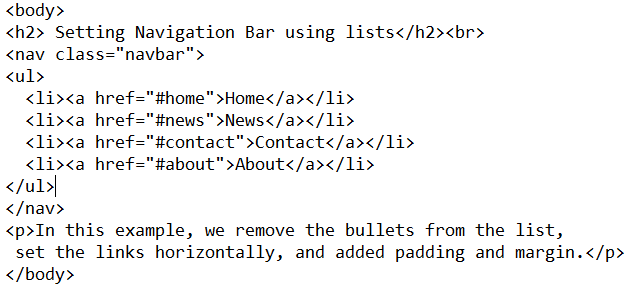 <body>
<h2> Setting Navigation Bar using lists</h2><br>
<nav class="navbar">
<ul>
  <li><a href="#home">Home</a></li>
  <li><a href="#news">News</a></li>
  <li><a href="#contact">Contact</a></li>
  <li><a href="#about">About</a></li>
</ul>
</nav>
<p>In this example, we remove the bullets from the list,
 set the links horizontally, and added padding and margin.</p>
</body>